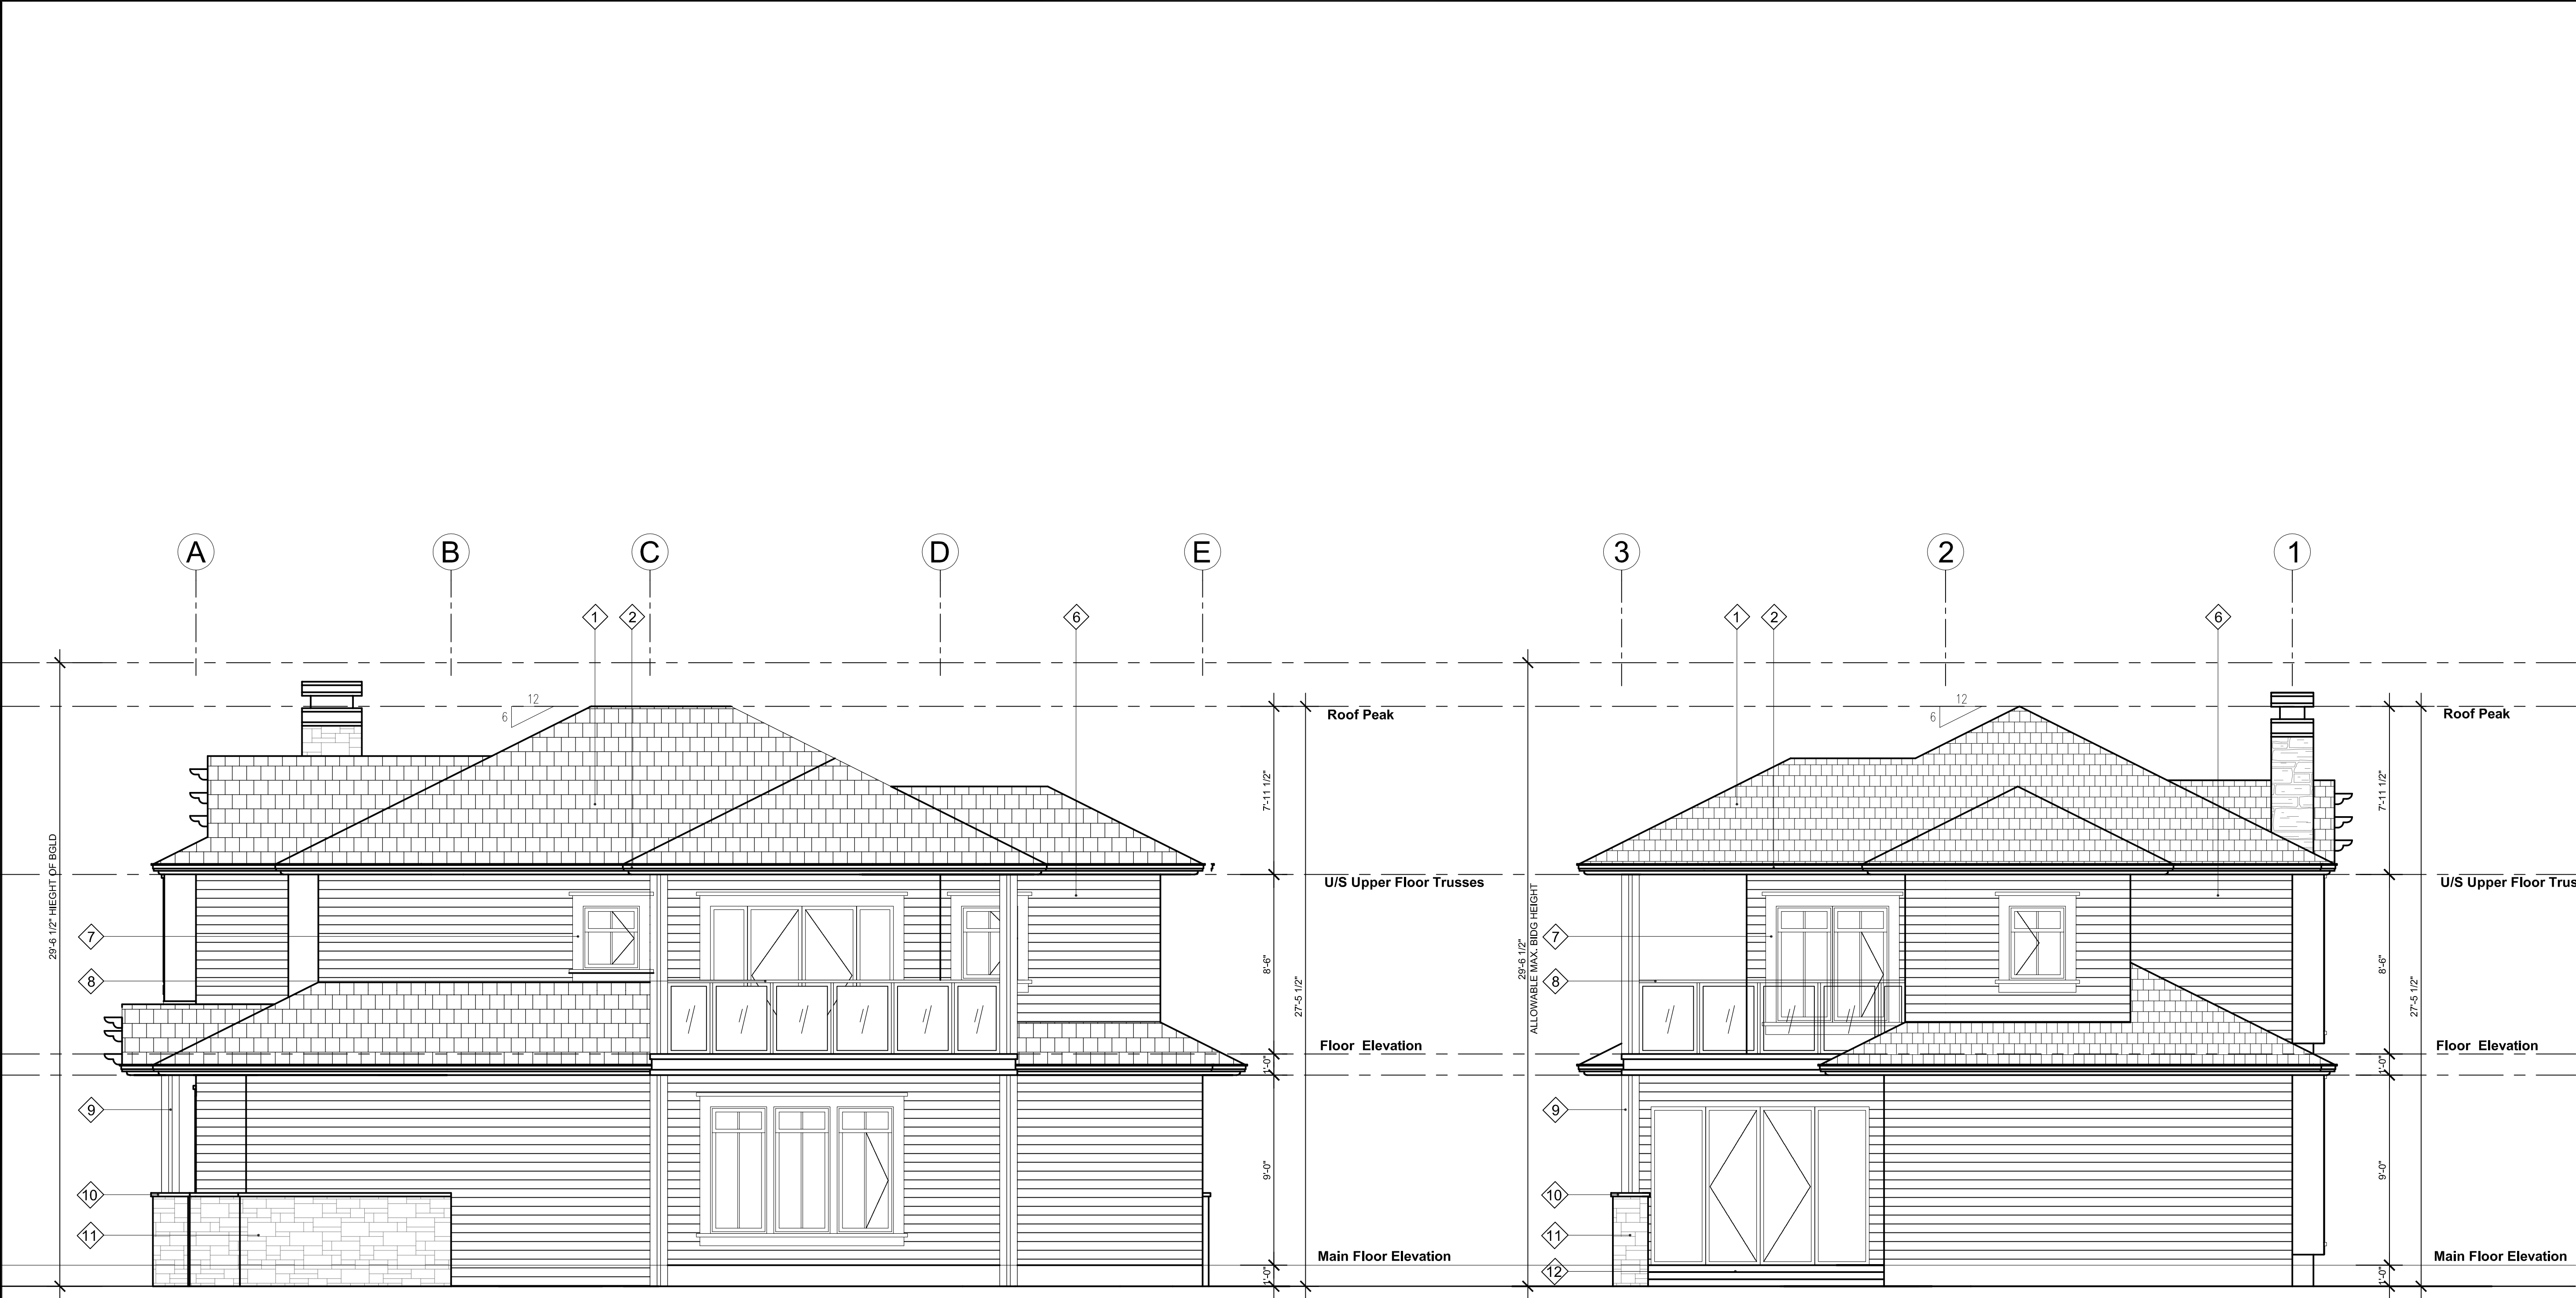 A
B
C
D
E
3
2
1
1
2
6
1
2
6
12
6
12
6
Roof Peak
Roof Peak
7'-11 1/2"
7'-11 1/2"
29'-6 1/2" HIEGHT OF BGLD
U/S Upper Floor Trusses
U/S Upper Floor Trus
29'-6 1/2"
ALLOWABLE MAX. BIDG HEIGHT
7
7
8
8
8'-6"
8'-6"
27'-5 1/2"
27'-5 1/2"
Floor Elevation
Floor Elevation
1'-0"
1'-0"
9
9
9'-0"
9'-0"
10
10
11
11
Main Floor Elevation
Main Floor Elevation
12
1'-0"
1'-0"